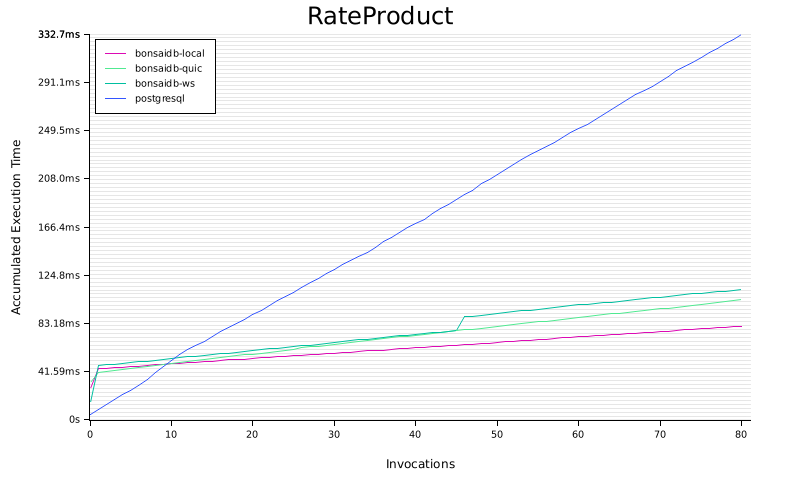 RateProduct
332.7ms
291.1ms
249.5ms
208.0ms
166.4ms
124.8ms
83.18ms
41.59ms
0s
Accumulated Execution Time
bonsaidb-local
bonsaidb-quic
bonsaidb-ws
postgresql
0 10 20 30 40 50 60 70 80
Invocations